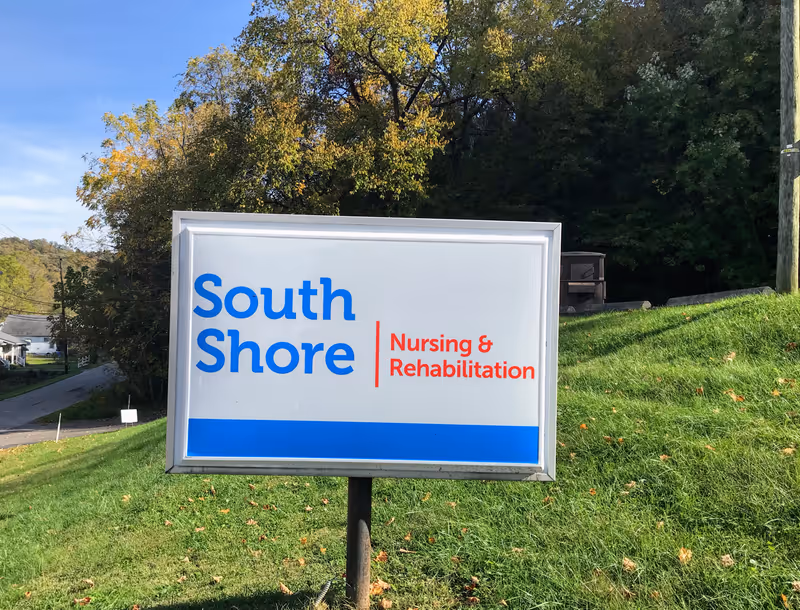 South
Shore
Nursing &
Rehabilitation